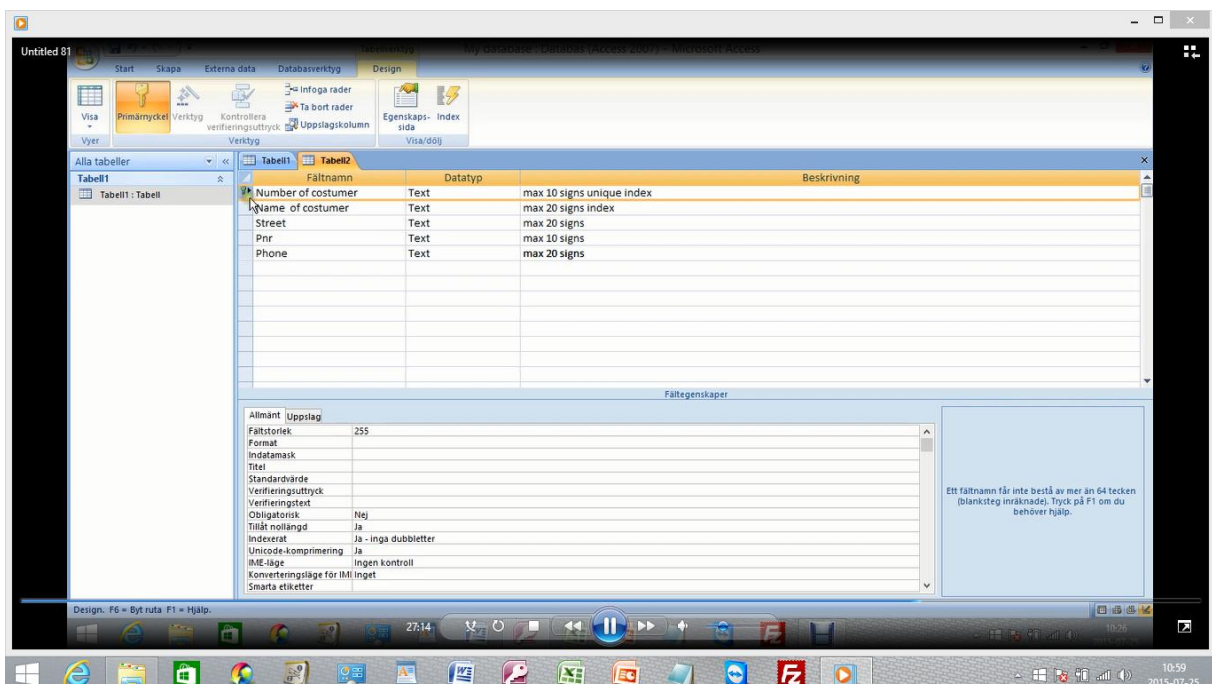 Untitled 81
Tabellverktyg My database : Databas (Access 2007) - Microsoft Access
Start Skapa Externa data Databasverktyg Design
Visa
Primärnyckel
Verktyg
Kontrollera
verifieringsuttryck
Infoga rader
Ta bort rader
Uppslagskolumn
Egenskaps-
sida
Index
Vyer Verktyg Visa/dölj
Alla tabeller
Tabell1
Tabell1 : Tabell
Tabell1 Tabell2
Fältnamn Datatyp Beskrivning
Number of costumer Text max 10 signs unique index
Name of costumer Text max 20 signs index
Street Text max 20 signs
Pnr Text max 10 signs
Phone Text max 20 signs
Fältegenskaper
Allmänt Uppslag
Fältstorlek 255
Format
Indatamask
Titel
Standardvärde
Verifieringsuttryck
Verifieringstext
Obligatorisk Nej
Tillåt nollängd Ja
Indexerat Ja - inga dubbletter
Unicode-komprimering Ja
IME-läge Ingen kontroll
Konverteringsläge för IMI Inget
Smarta etiketter
Ett fältnamn får inte bestå av mer än 64 tecken
(blanksteg inräknade). Tryck på F1 om du
behöver hjälp.
Design. F6 = Byt ruta F1 = Hjälp.
27:14
10:26
10:59
2015-07-25